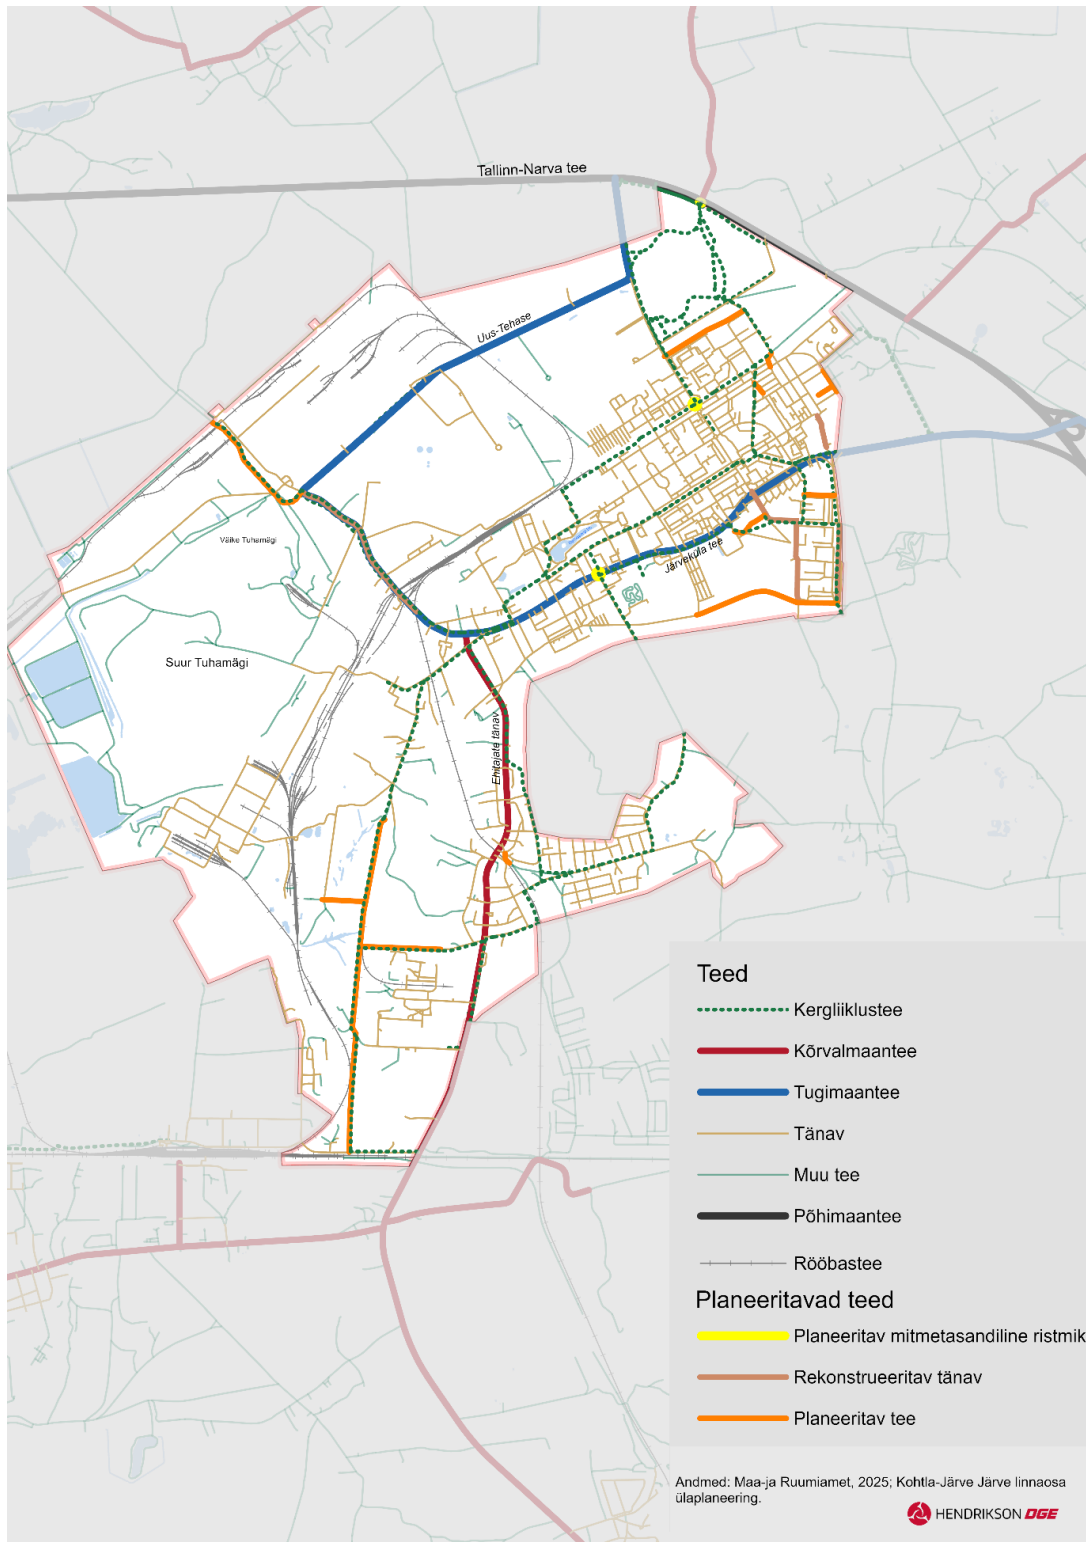 Tallinn-Narva tee
Uus-Tehase
Väike Tuhamägi
Järveküla tee
Suur Tuhamägi
Ehitajate tänav
Teed
Kergliiklustee
Kõrvalmaantee
Tugimaantee
Tänav
Muu tee
Põhimaantee
Rööbastee
Planeeritavad teed
Planeeritav mitmetasandiline ristmik
Rekonstrueeritav tänav
Planeeritav tee
Andmed: Maa-ja Ruumiamet, 2025; Kohtla-Järve Järve linnaosa
ülaplaneering.
HENDRIKSON DGE